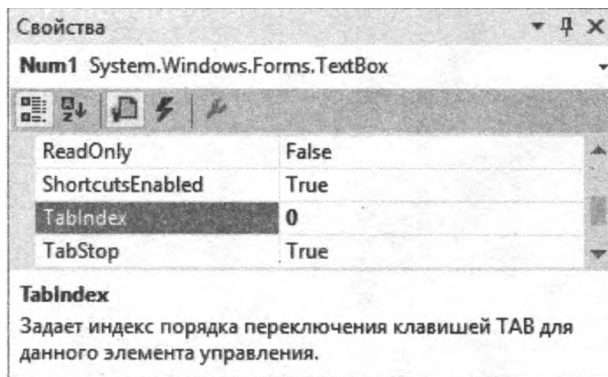 Свойства
Num1 System.Windows.Forms.TextBox
ReadOnly False
ShortcutsEnabled True
TabIndex 0
TabStop True
TabIndex
Задает индекс порядка переключения клавишей TAB для
данного элемента управления.